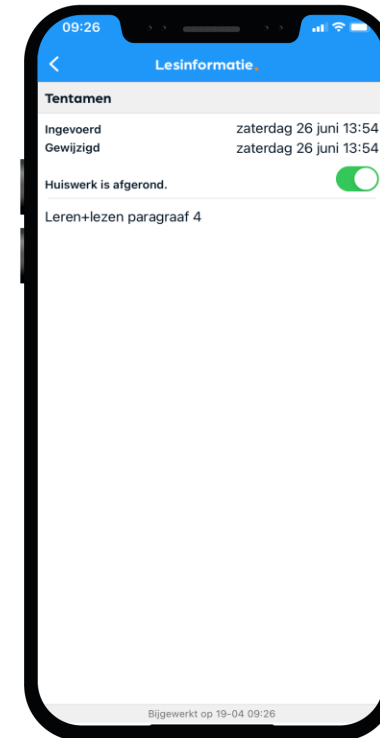 09:26
Lesinformatie.
Tentamen
Ingevoerd zaterdag 26 juni 13:54
Gewijzigd zaterdag 26 juni 13:54
Huiswerk is afgerond.
Leren+lezen paragraaf 4
Bijgewerkt op 19-04 09:26